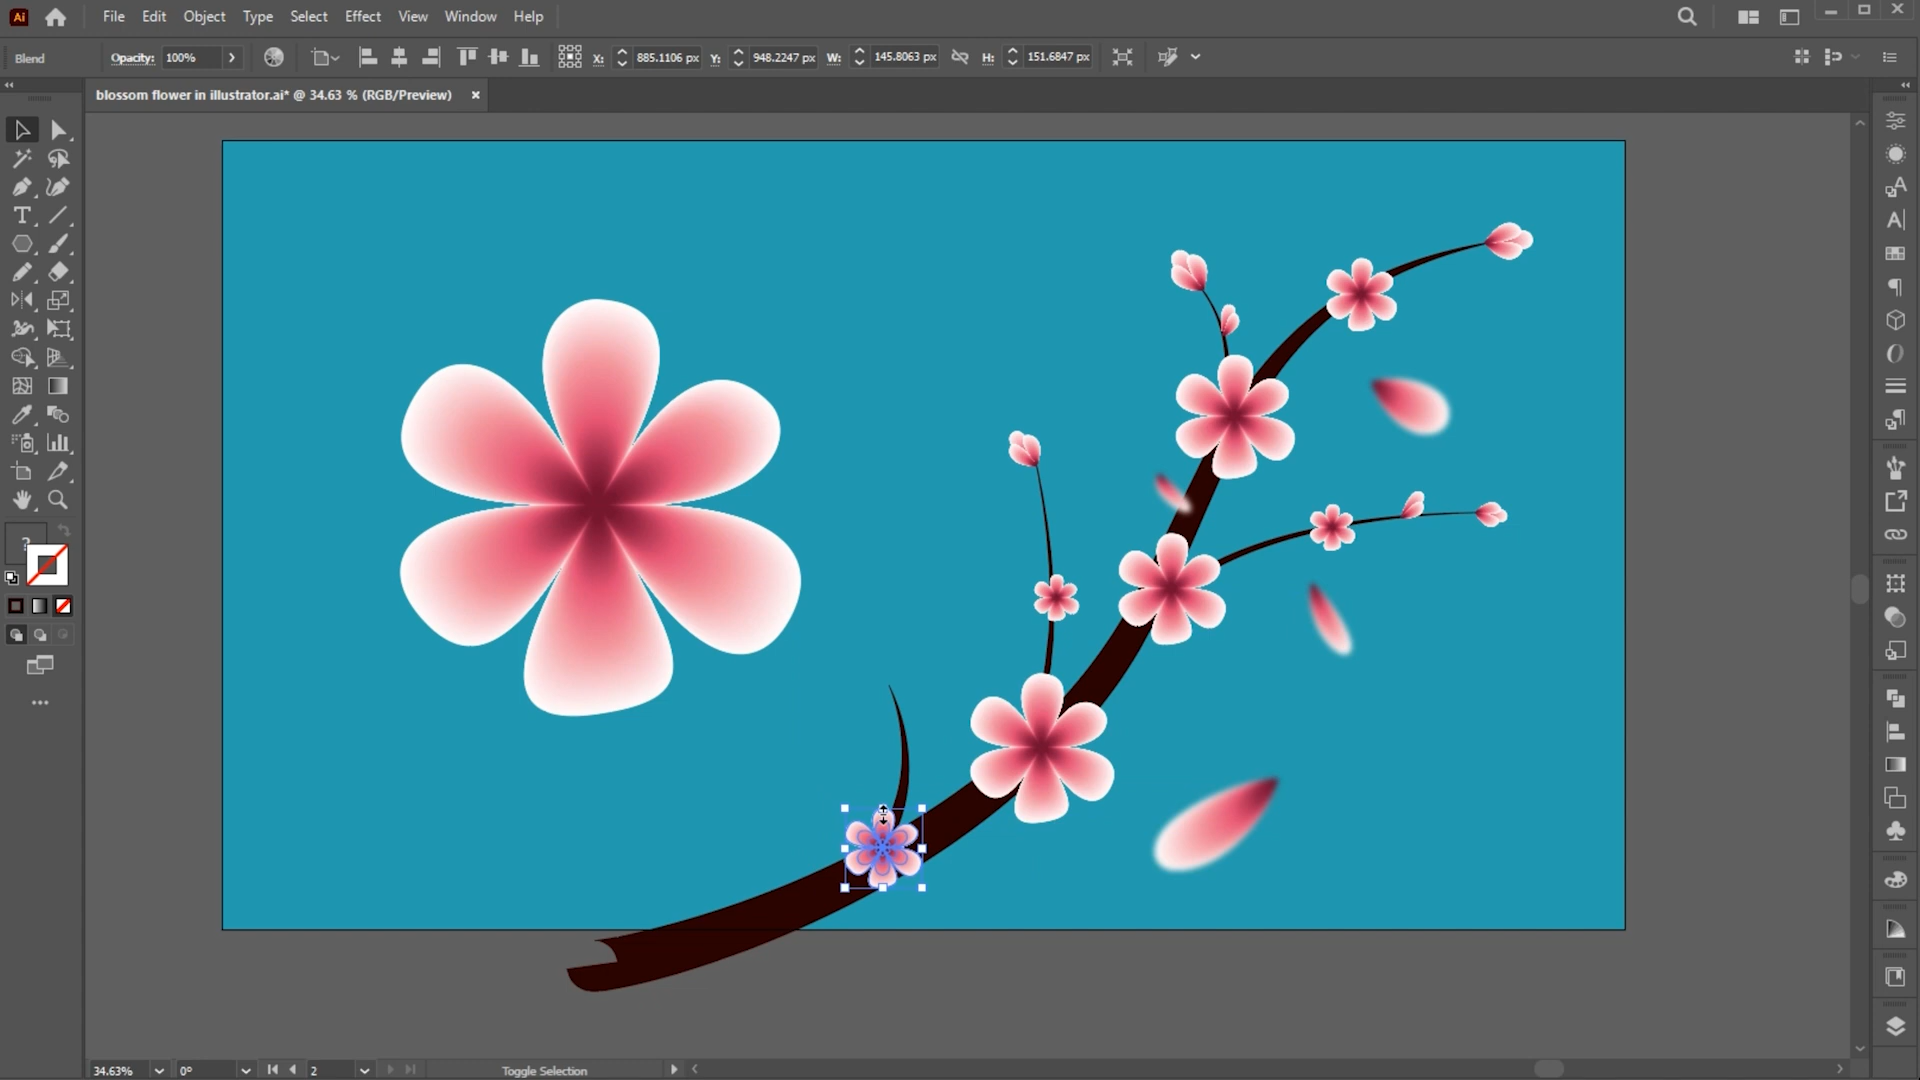 Ai File Edit Object Type Select Effect View Window Help
Blend Opacity: 100% X: 885.1106 px Y: 948.2247 px W: 145.8063 px H: 151.6847 px
blossom flower in illustrator.ai* @ 34.63 % (RGB/Preview)
?
34.63% 0° 2 Toggle Selection